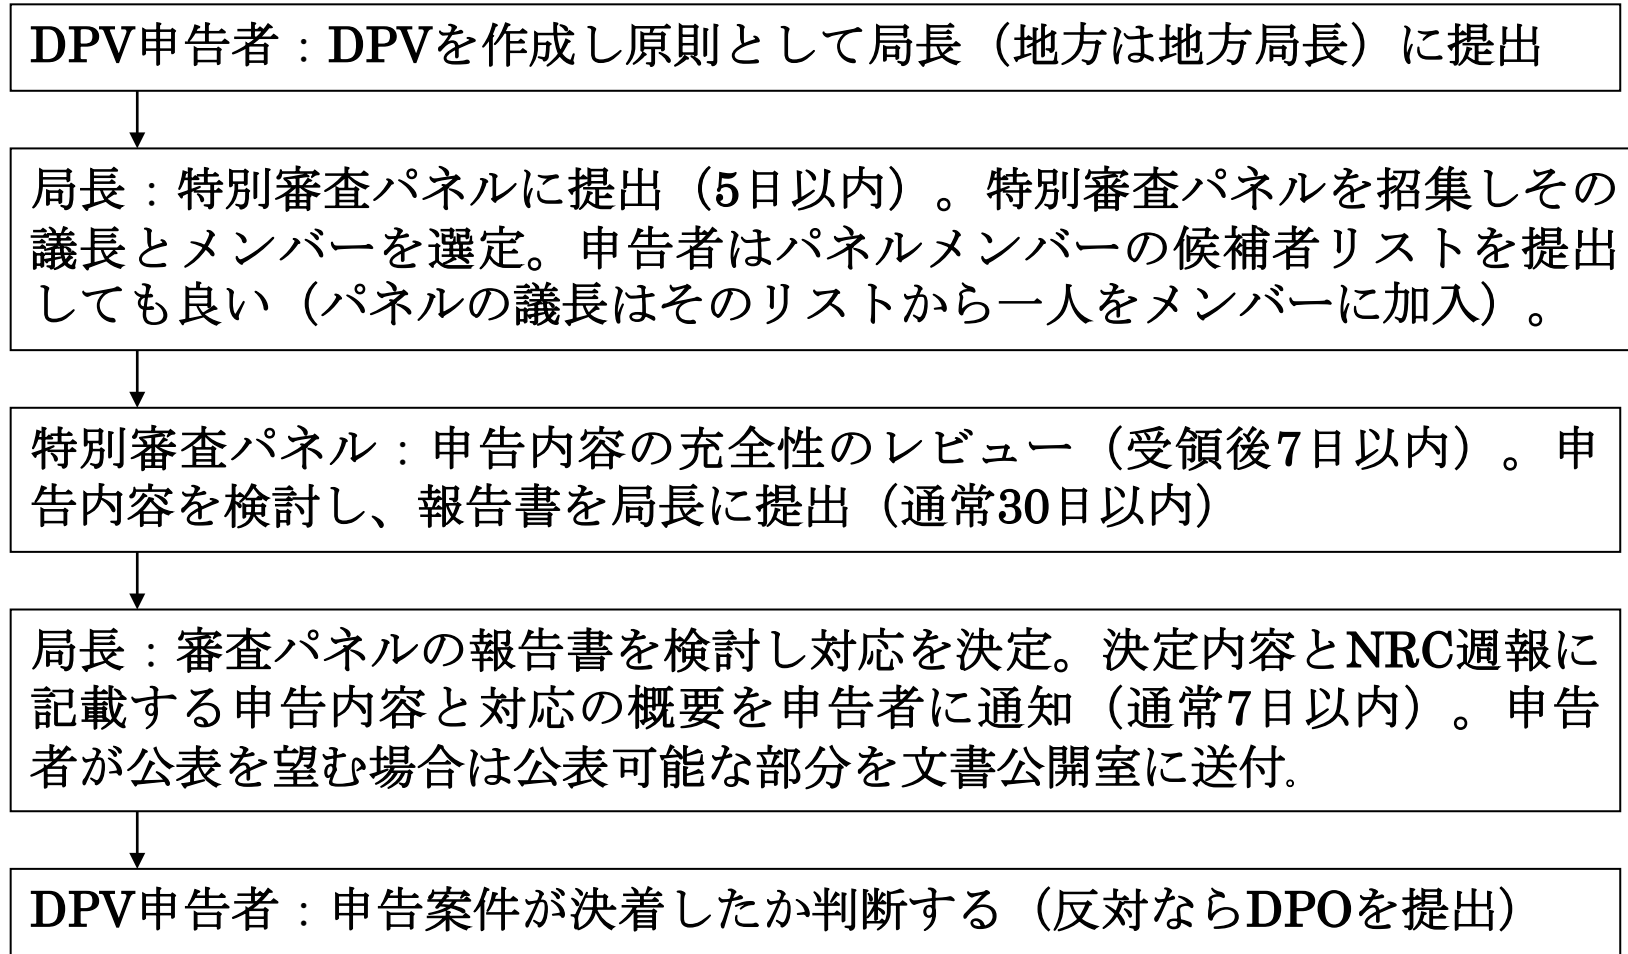 DPV申告者：DPVを作成し原則として局長（地方は地方局長）に提出
局長：特別審査パネルに提出（5日以内）。特別審査パネルを招集しその
議長とメンバーを選定。申告者はパネルメンバーの候補者リストを提出
しても良い（パネルの議長はそのリストから一人をメンバーに加入）。
特別審査パネル：申告内容の充全性のレビュー（受領後7日以内）。申
告内容を検討し、報告書を局長に提出（通常30日以内）
局長：審査パネルの報告書を検討し対応を決定。決定内容とNRC週報に
記載する申告内容と対応の概要を申告者に通知（通常7日以内）。申告
者が公表を望む場合は公表可能な部分を文書公開室に送付。
DPV申告者：申告案件が決着したか判断する（反対ならDPOを提出）